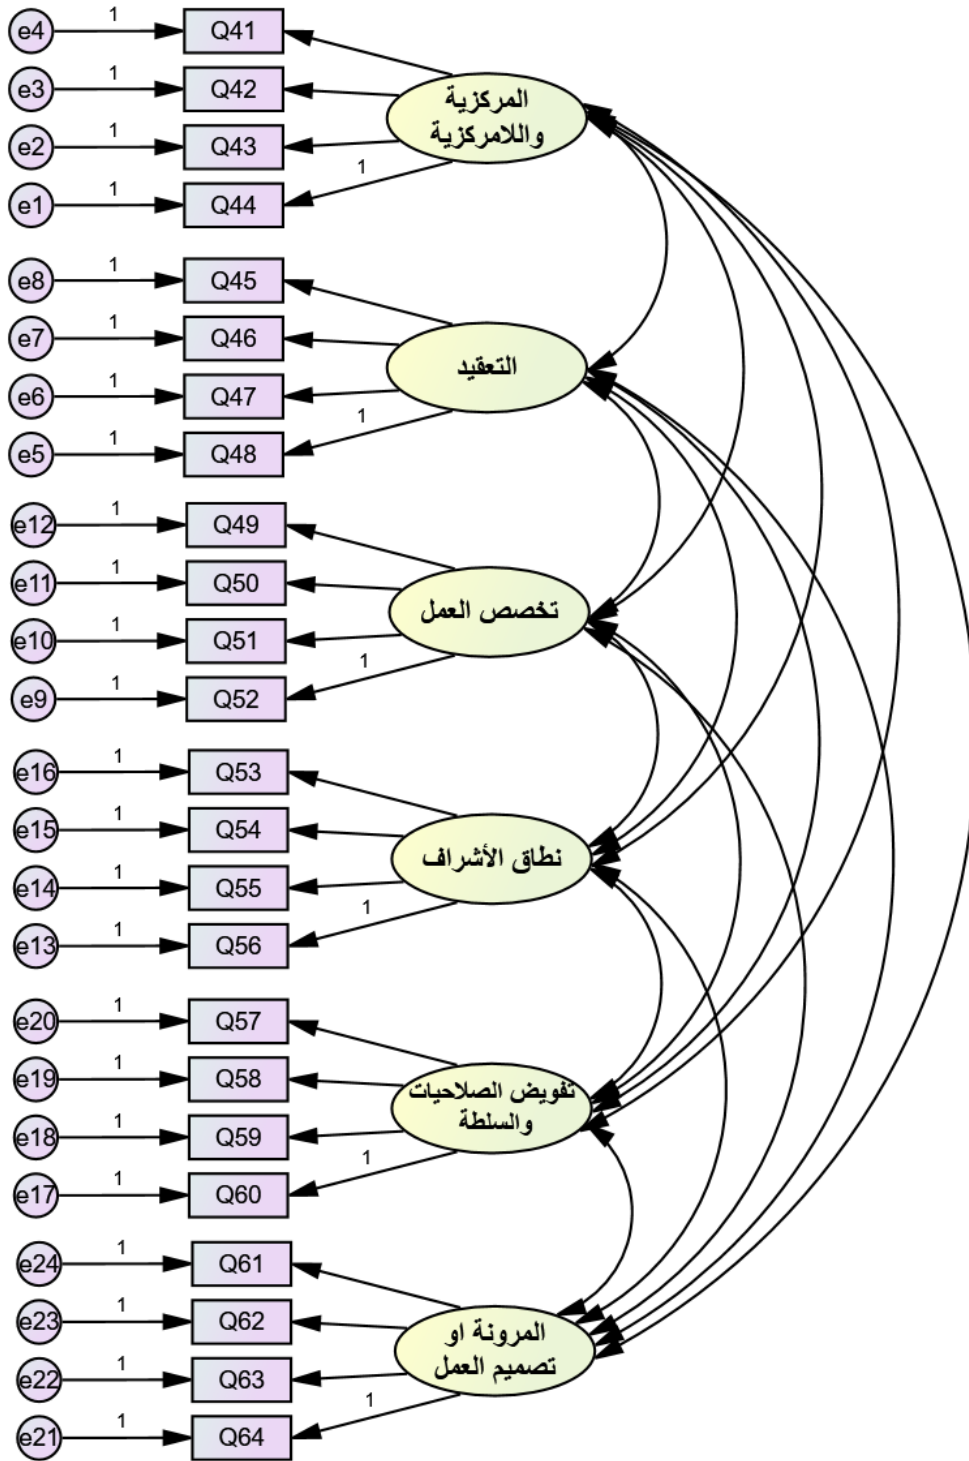 e4 1 Q41
e3 1 Q42
المركزية
واللامركزية
e2 1 Q43
1
e1 1 Q44
e8 1 Q45
e7 1 Q46
التعقيد
e6 1 Q47
1
e5 1 Q48
e12 1 Q49
e11 1 Q50
تخصص العمل
e10 1 Q51
1
e9 1 Q52
e16 1 Q53
e15 1 Q54
نطاق الأشراف
e14 1 Q55
1
e13 1 Q56
e20 1 Q57
e19 1 Q58
تفويض الصلاحيات
والسلطة
e18 1 Q59
1
e17 1 Q60
e24 1 Q61
e23 1 Q62
المرونة او
تصميم العمل
e22 1 Q63
1
e21 1 Q64